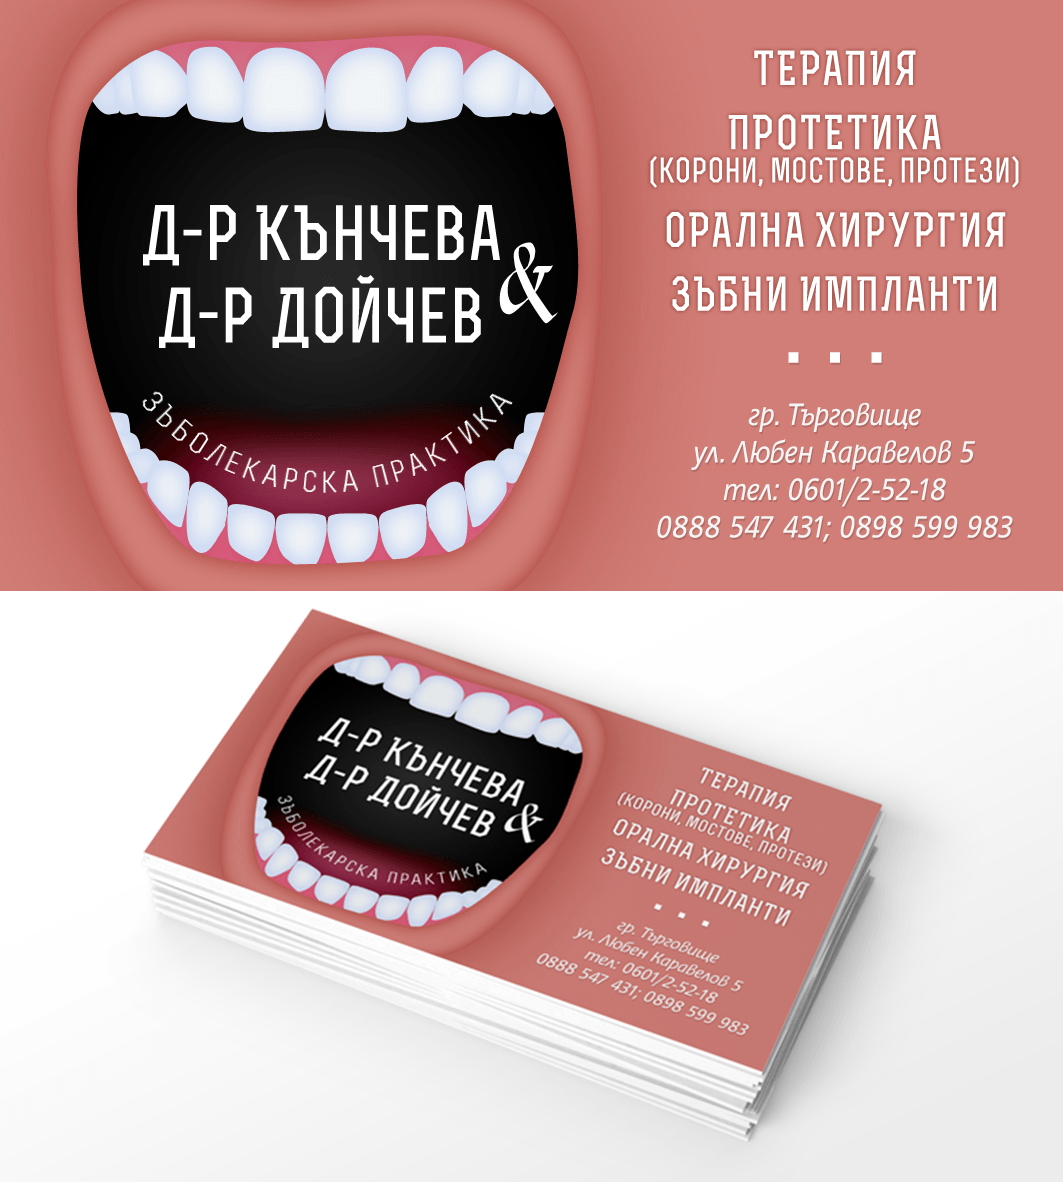 Д-Р КЪНЧЕВА &
Д-Р ДОЙЧЕВ
ЗЪБОЛЕКАРСКА ПРАКТИКА
ТЕРАПИЯ
ПРОТЕТИКА
(КОРОНИ, МОСТОВЕ, ПРОТЕЗИ)
ОРАЛНА ХИРУРГИЯ
ЗЪБНИ ИМПЛАНТИ
гр. Търговище
ул. Любен Каравелов 5
тел: 0601/2-52-18
0888 547 431; 0898 599 983
Д-Р КЪНЧЕВА &
Д-Р ДОЙЧЕВ
ЗЪБОЛЕКАРСКА ПРАКТИКА
ТЕРАПИЯ
ПРОТЕТИКА
(КОРОНИ, МОСТОВЕ, ПРОТЕЗИ)
ОРАЛНА ХИРУРГИЯ
ЗЪБНИ ИМПЛАНТИ
гр. Търговище
ул. Любен Каравелов 5
тел: 0601/2-52-18
0888 547 431; 0898 599 983